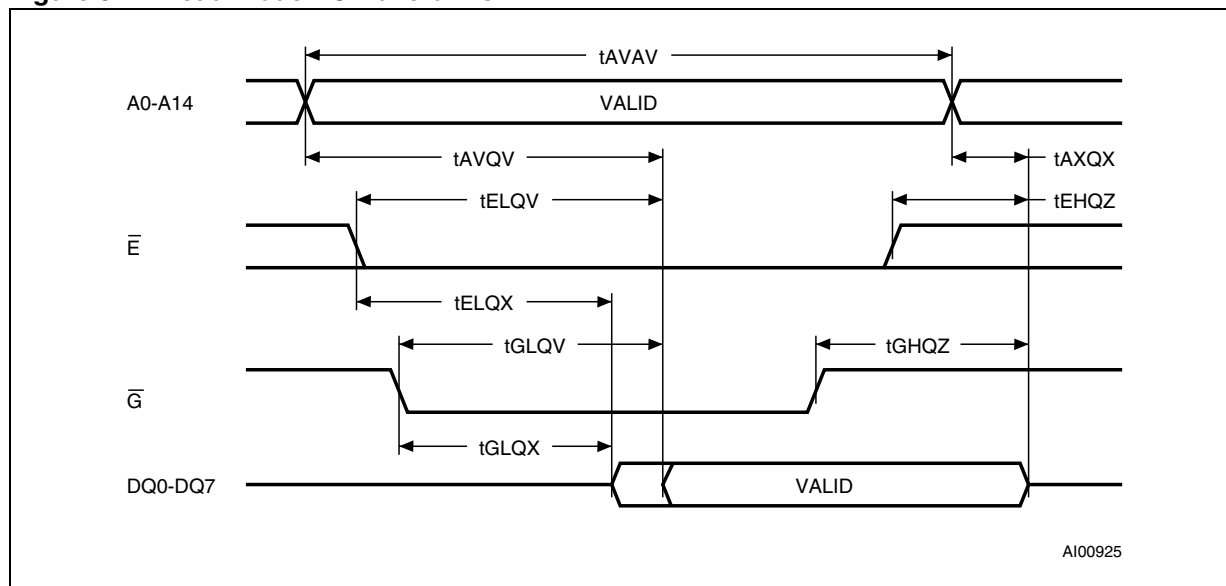 tAVAV
A0-A14
VALID
tAVQV
tAXQX
tELQV
tEHQZ
E̅
tELQX
tGLQV
tGHQZ
G̅
tGLQX
DQ0-DQ7
VALID
AI00925